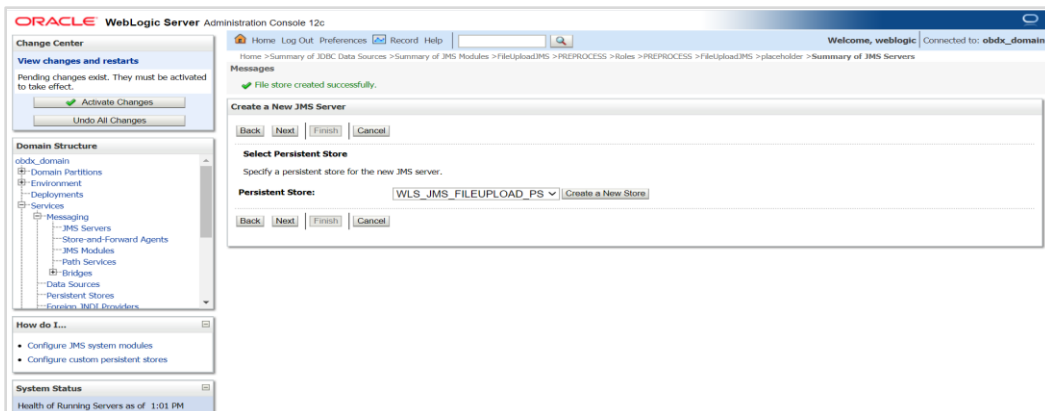 ORACLE WebLogic Server Administration Console 12c
Change Center
View changes and restarts
Pending changes exist. They must be activated
to take effect.
Activate Changes
Undo All Changes
Domain Structure
obdx_domain
Domain Partitions
Environment
Deployments
Services
Messaging
JMS Servers
Store-and-Forward Agents
JMS Modules
Path Services
Bridges
Data Sources
Persistent Stores
Foreign JNDI Providers
How do I...
Configure JMS system modules
Configure custom persistent stores
System Status
Health of Running Servers as of 1:01 PM
Home Log Out Preferences Record Help
Welcome, weblogic Connected to: obdx_domain
Home >Summary of JDBC Data Sources >Summary of JMS Modules >FileUploadJMS >PREPROCESS >Roles >PREPROCESS >FileUploadJMS >placeholder >Summary of JMS Servers
Messages
File store created successfully.
Create a New JMS Server
Back Next Finish Cancel
Select Persistent Store
Specify a persistent store for the new JMS server.
Persistent Store: WLS_JMS_FILEUPLOAD_PS Create a New Store
Back Next Finish Cancel